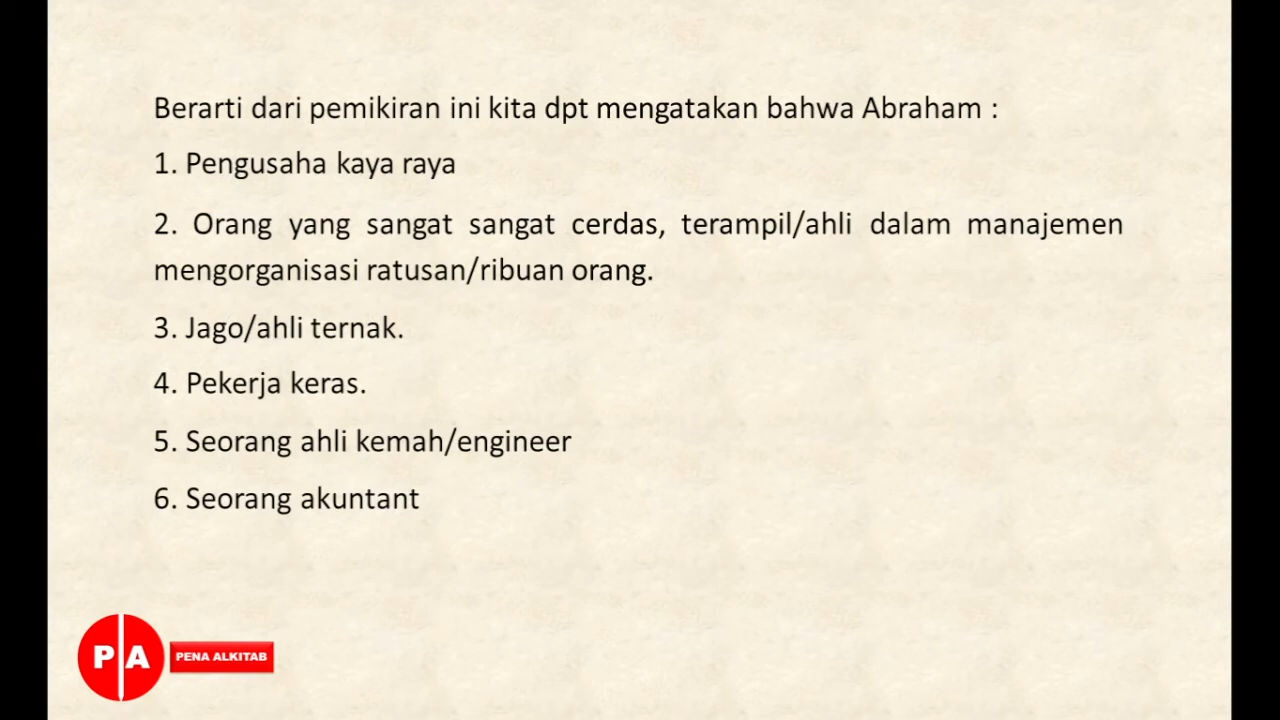 Berarti dari pemikiran ini kita dpt mengatakan bahwa Abraham :
1. Pengusaha kaya raya
2. Orang yang sangat sangat cerdas, terampil/ahli dalam manajemen
mengorganisasi ratusan/ribuan orang.
3. Jago/ahli ternak.
4. Pekerja keras.
5. Seorang ahli kemah/engineer
6. Seorang akuntant
P A PENA ALKITAB